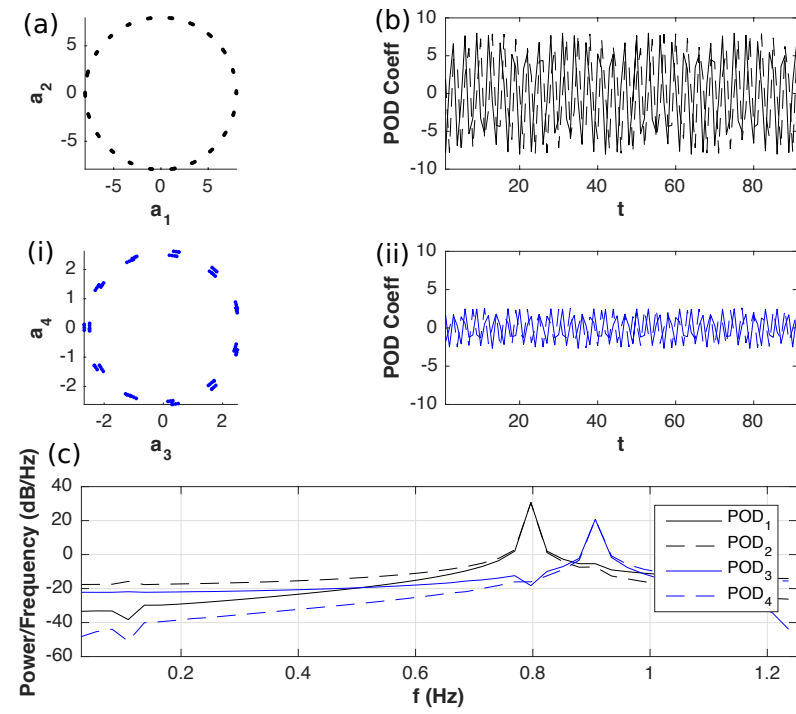 (a)
5
0
-5
a2
-5 0 5
a1
(b)
10
5
0
-5
-10
POD Coeff
20 40 60 80
t
(i)
2
1
0
1
-2
a4
-2 0 2
a3
(ii)
10
5
0
-5
-10
POD Coeff
20 40 60 80
t
(c)
40
20
0
-20
-40
-60
Power/Frequency (dB/Hz)
0.2 0.4 0.6 0.8 1 1.2
f (Hz)
POD1
POD2
POD3
POD4